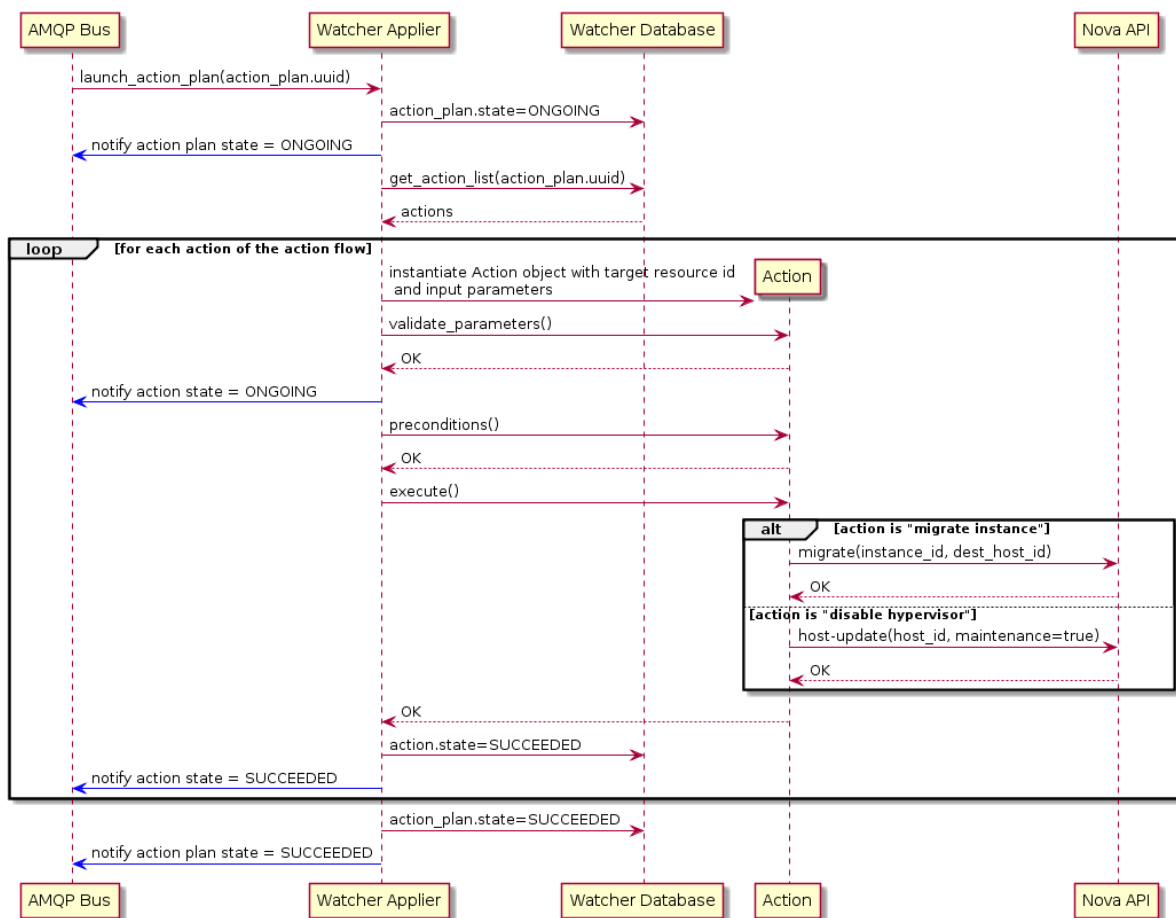 AMQP Bus
Watcher Applier
Watcher Database
Nova API
launch_action_plan(action_plan.uuid)
action_plan.state=ONGOING
notify action plan state = ONGOING
get_action_list(action_plan.uuid)
actions
loop
[for each action of the action flow]
instantiate Action object with target resource id
and input parameters
Action
validate_parameters()
OK
notify action state = ONGOING
preconditions()
OK
execute()
alt
[action is "migrate instance"]
migrate(instance_id, dest_host_id)
OK
[action is "disable hypervisor"]
host-update(host_id, maintenance=true)
OK
OK
action.state=SUCCEEDED
notify action state = SUCCEEDED
action_plan.state=SUCCEEDED
notify action plan state = SUCCEEDED
AMQP Bus
Watcher Applier
Watcher Database
Action
Nova API